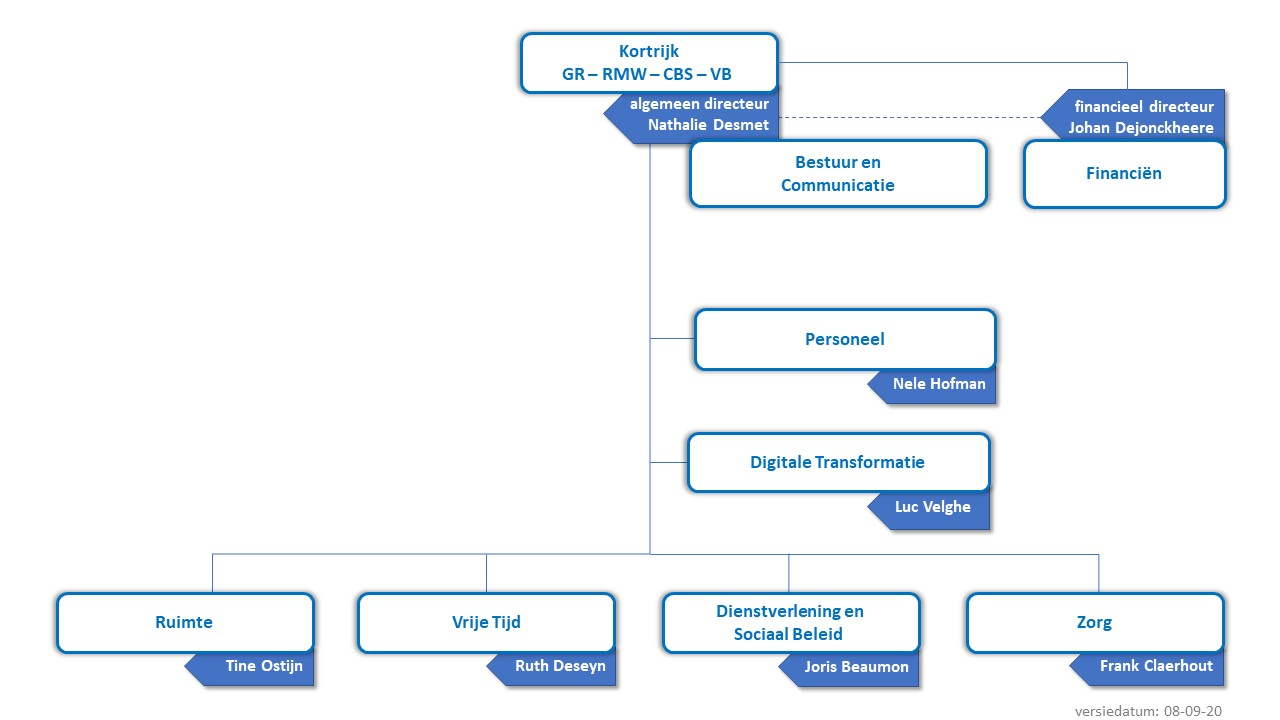 Kortrijk
GR – RMW – CBS – VB
algemeen directeur
Nathalie Desmet
financieel directeur
Johan Dejonckheere
Bestuur en
Communicatie
Financiën
Personeel
Nele Hofman
Digitale Transformatie
Luc Velghe
Ruimte
Tine Ostijn
Vrije Tijd
Ruth Deseyn
Dienstverlening en
Sociaal Beleid
Joris Beaumon
Zorg
Frank Claerhout
versiedatum: 08-09-20